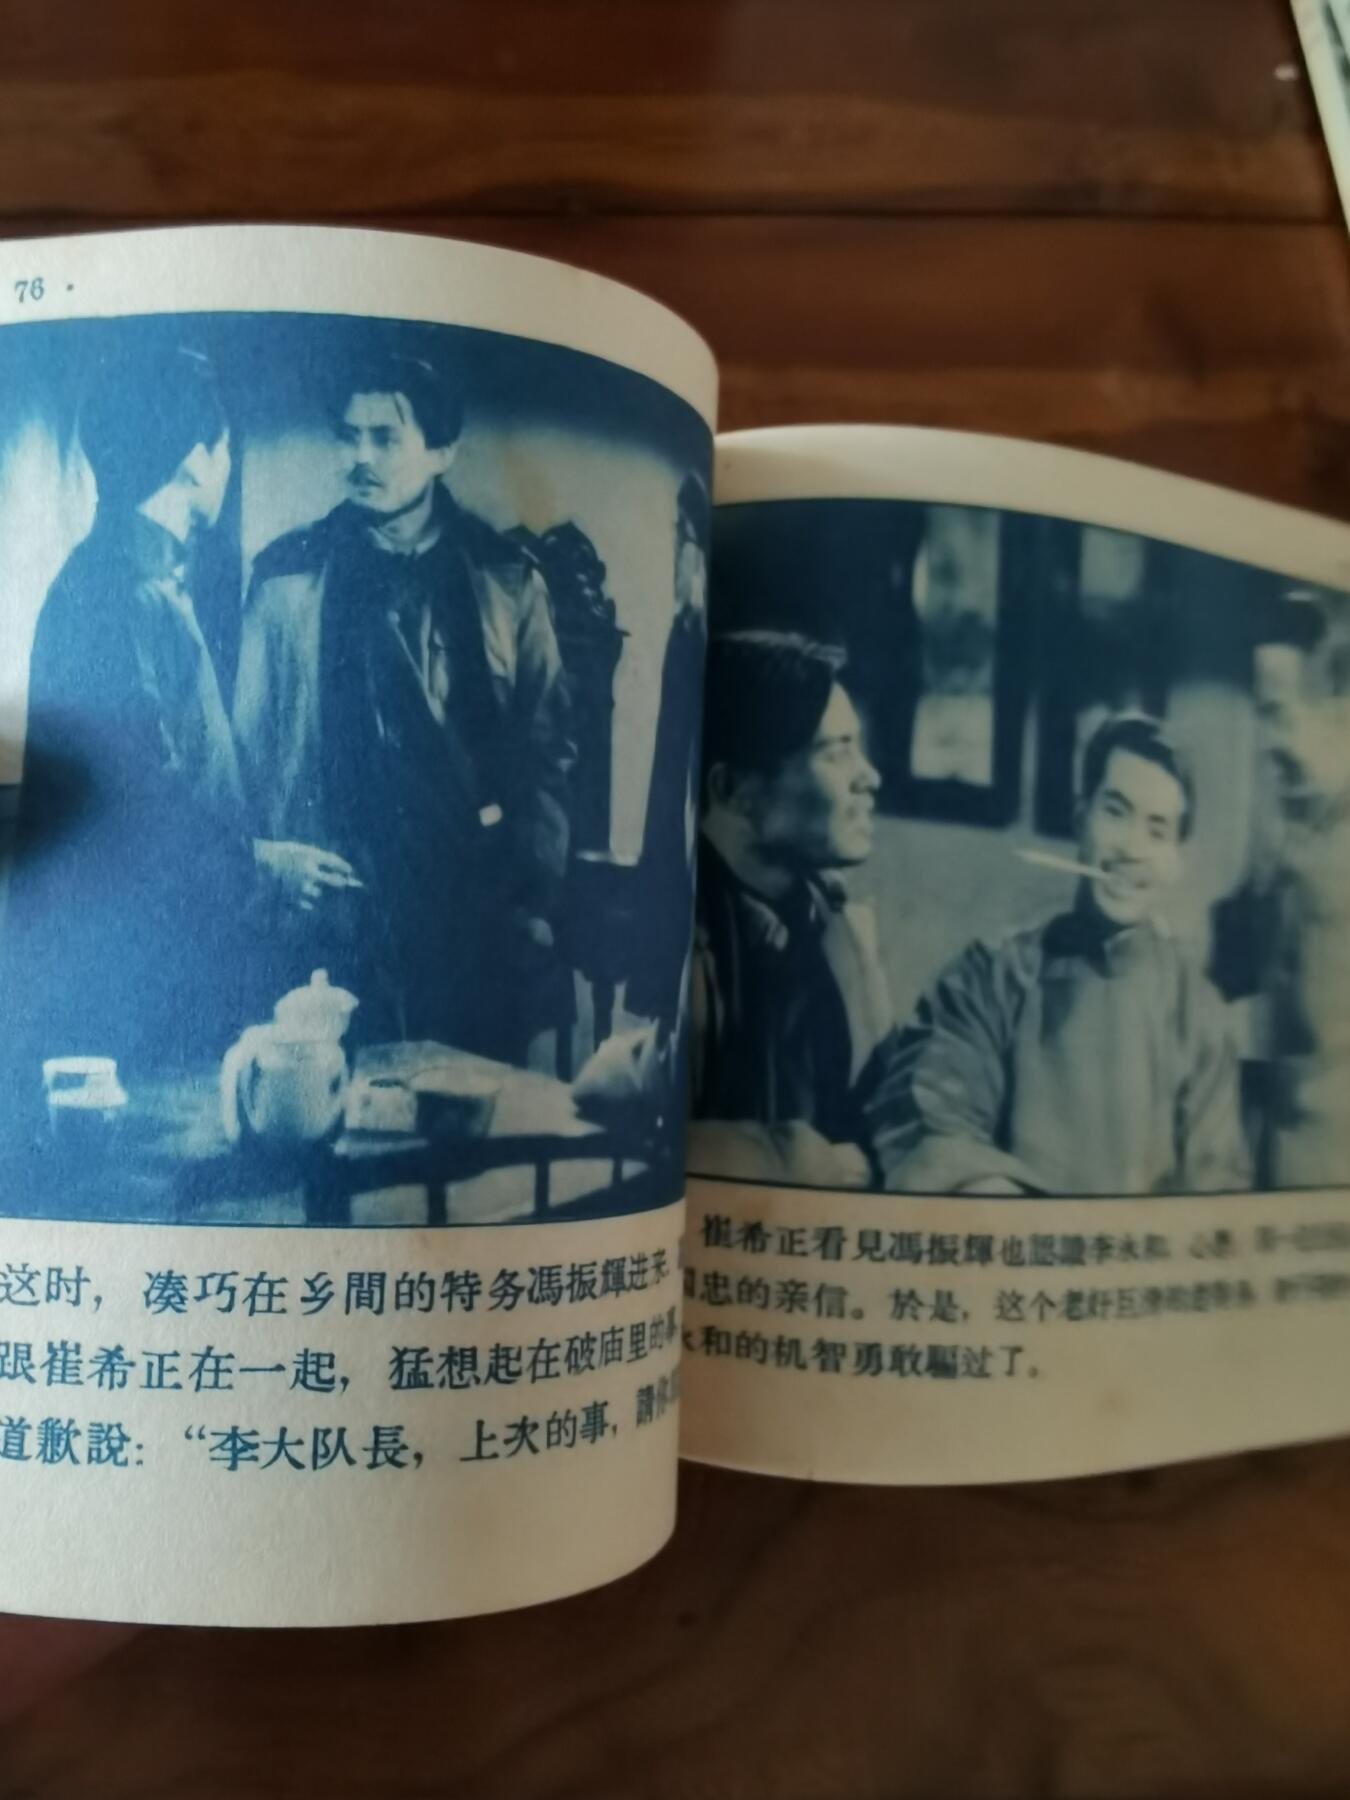 76 ·
这时，凑巧在乡間的特务馮振輝进来，
跟崔希正在一起，猛想起在破庙里的事
道歉說：“李大队長，上次的事，請你
崔希正看見馮振輝也認識李永和，心
忠的亲信。於是，这个老奸巨滑的
和的机智勇敢騙过了。